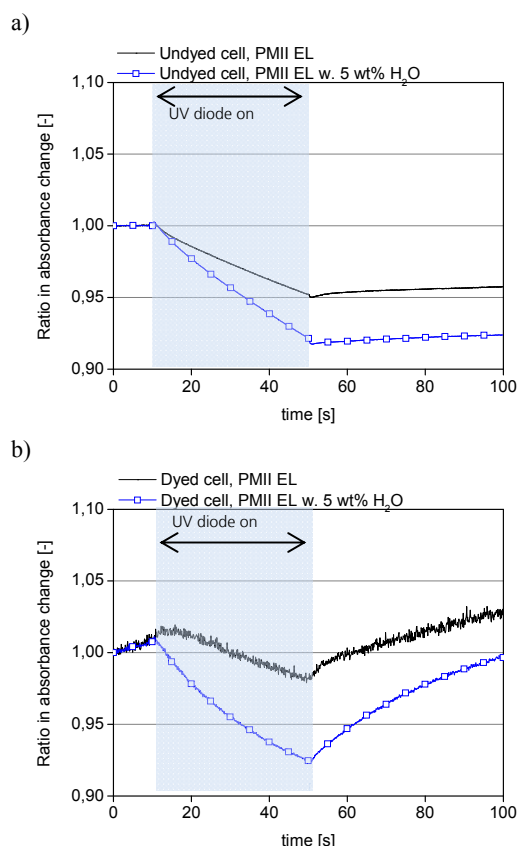 a)
Undyed cell, PMII EL
Undyed cell, PMII EL w. 5 wt% H₂O
1,10
UV diode on
1,05
1,00
0,95
0,90
Ratio in absorbance change [-]
0 20 40 60 80 100
time [s]
b)
Dyed cell, PMII EL
Dyed cell, PMII EL w. 5 wt% H₂O
1,10
UV diode on
1,05
1,00
0,95
0,90
Ratio in absorbance change [-]
0 20 40 60 80 100
time [s]